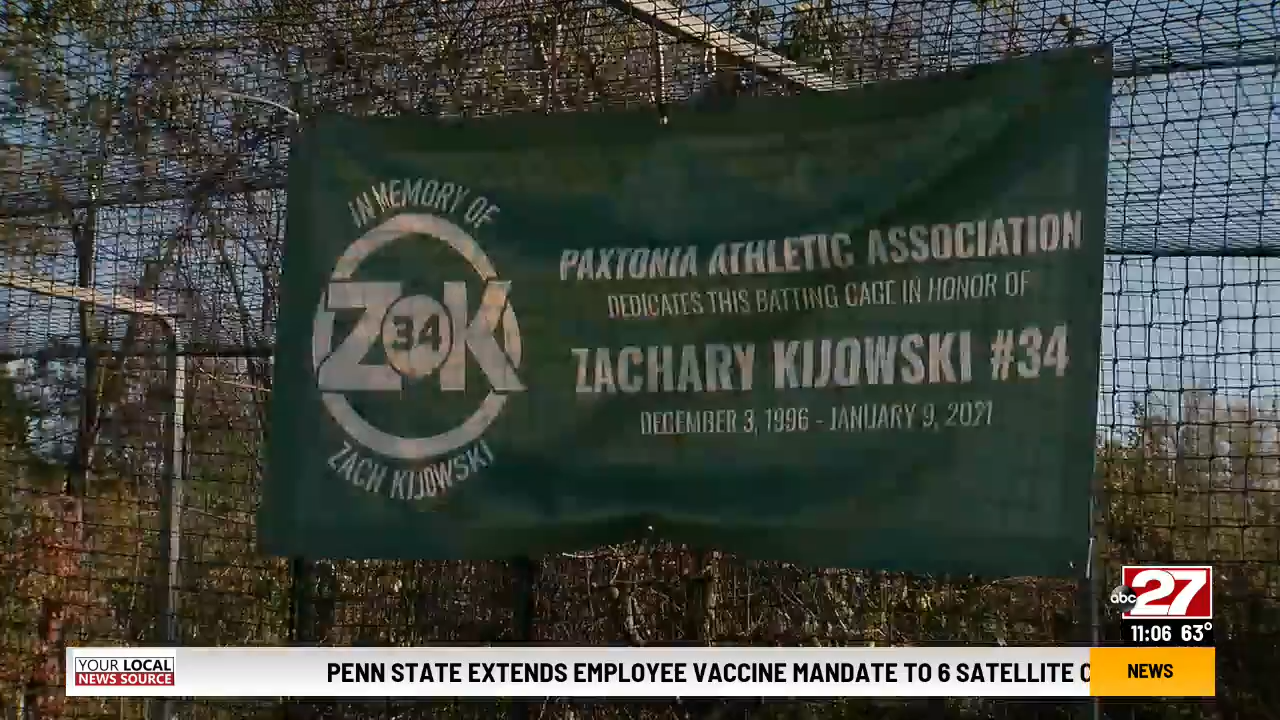 IN MEMORY OF
ZK
34
ZACH KIJOWSKI
PAXTONIA ATHLETIC ASSOCIATION
DEDICATES THIS BATTING CAGE IN HONOR OF
ZACHARY KIJOWSKI #34
DECEMBER 3, 1996 - JANUARY 9, 2021
abc 27
11:06 63°
YOUR LOCAL
NEWS SOURCE
PENN STATE EXTENDS EMPLOYEE VACCINE MANDATE TO 6 SATELLITE
NEWS